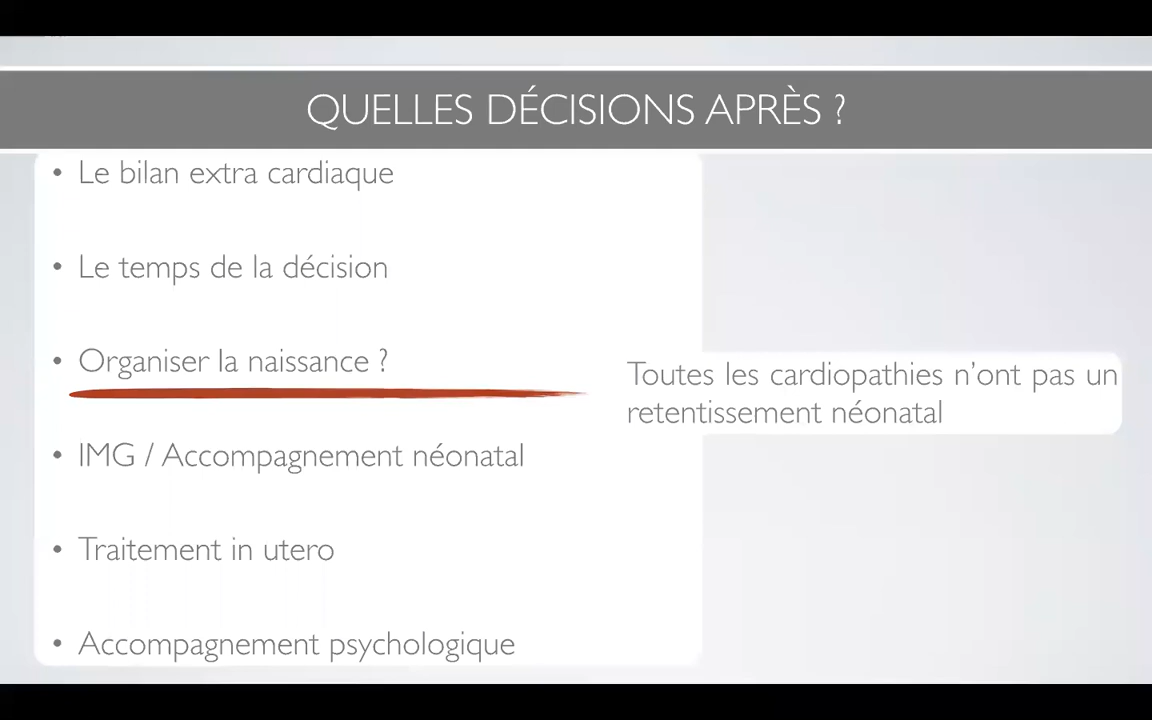 QUELLES DÉCISIONS APRÈS ?
• Le bilan extra cardiaque
• Le temps de la décision
• Organiser la naissance ?
Toutes les cardiopathies n’ont pas un
retentissement néonatal
• IMG / Accompagnement néonatal
• Traitement in utero
• Accompagnement psychologique